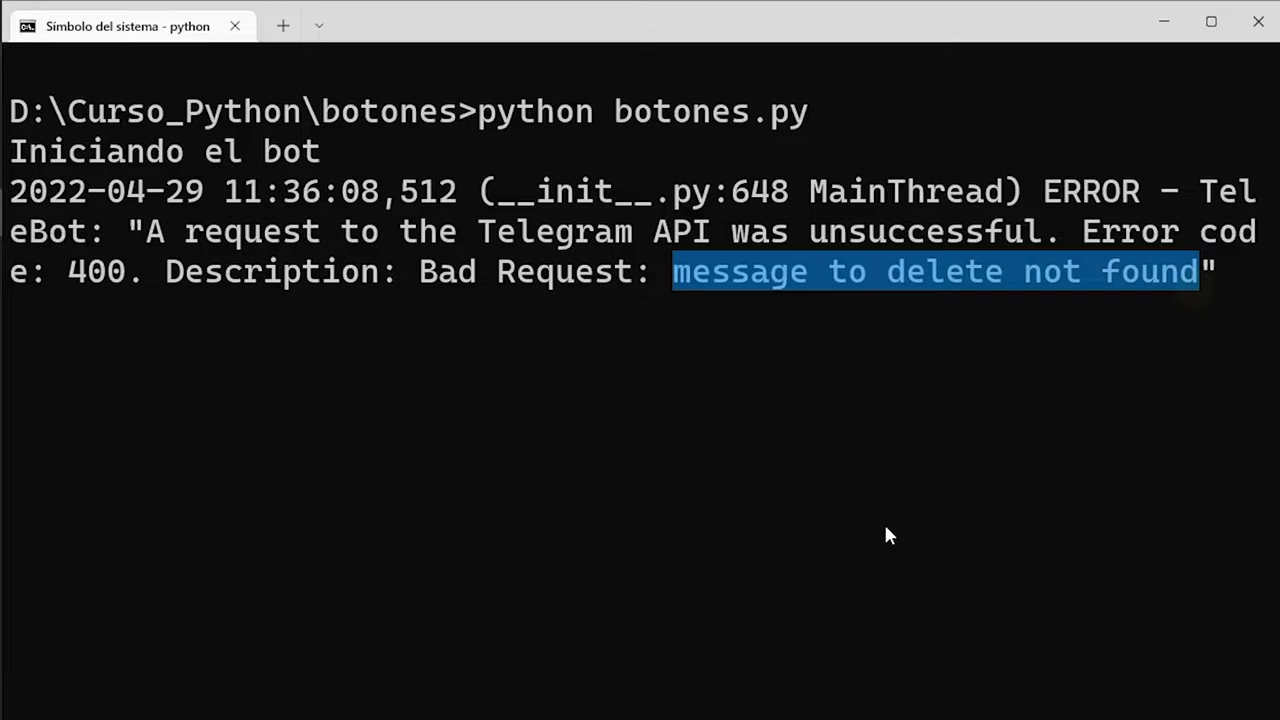 Símbolo del sistema - python
D:\Curso_Python\botones>python botones.py
Iniciando el bot
2022-04-29 11:36:08,512 (__init__.py:648 MainThread) ERROR - Tel
eBot: "A request to the Telegram API was unsuccessful. Error cod
e: 400. Description: Bad Request: message to delete not found"